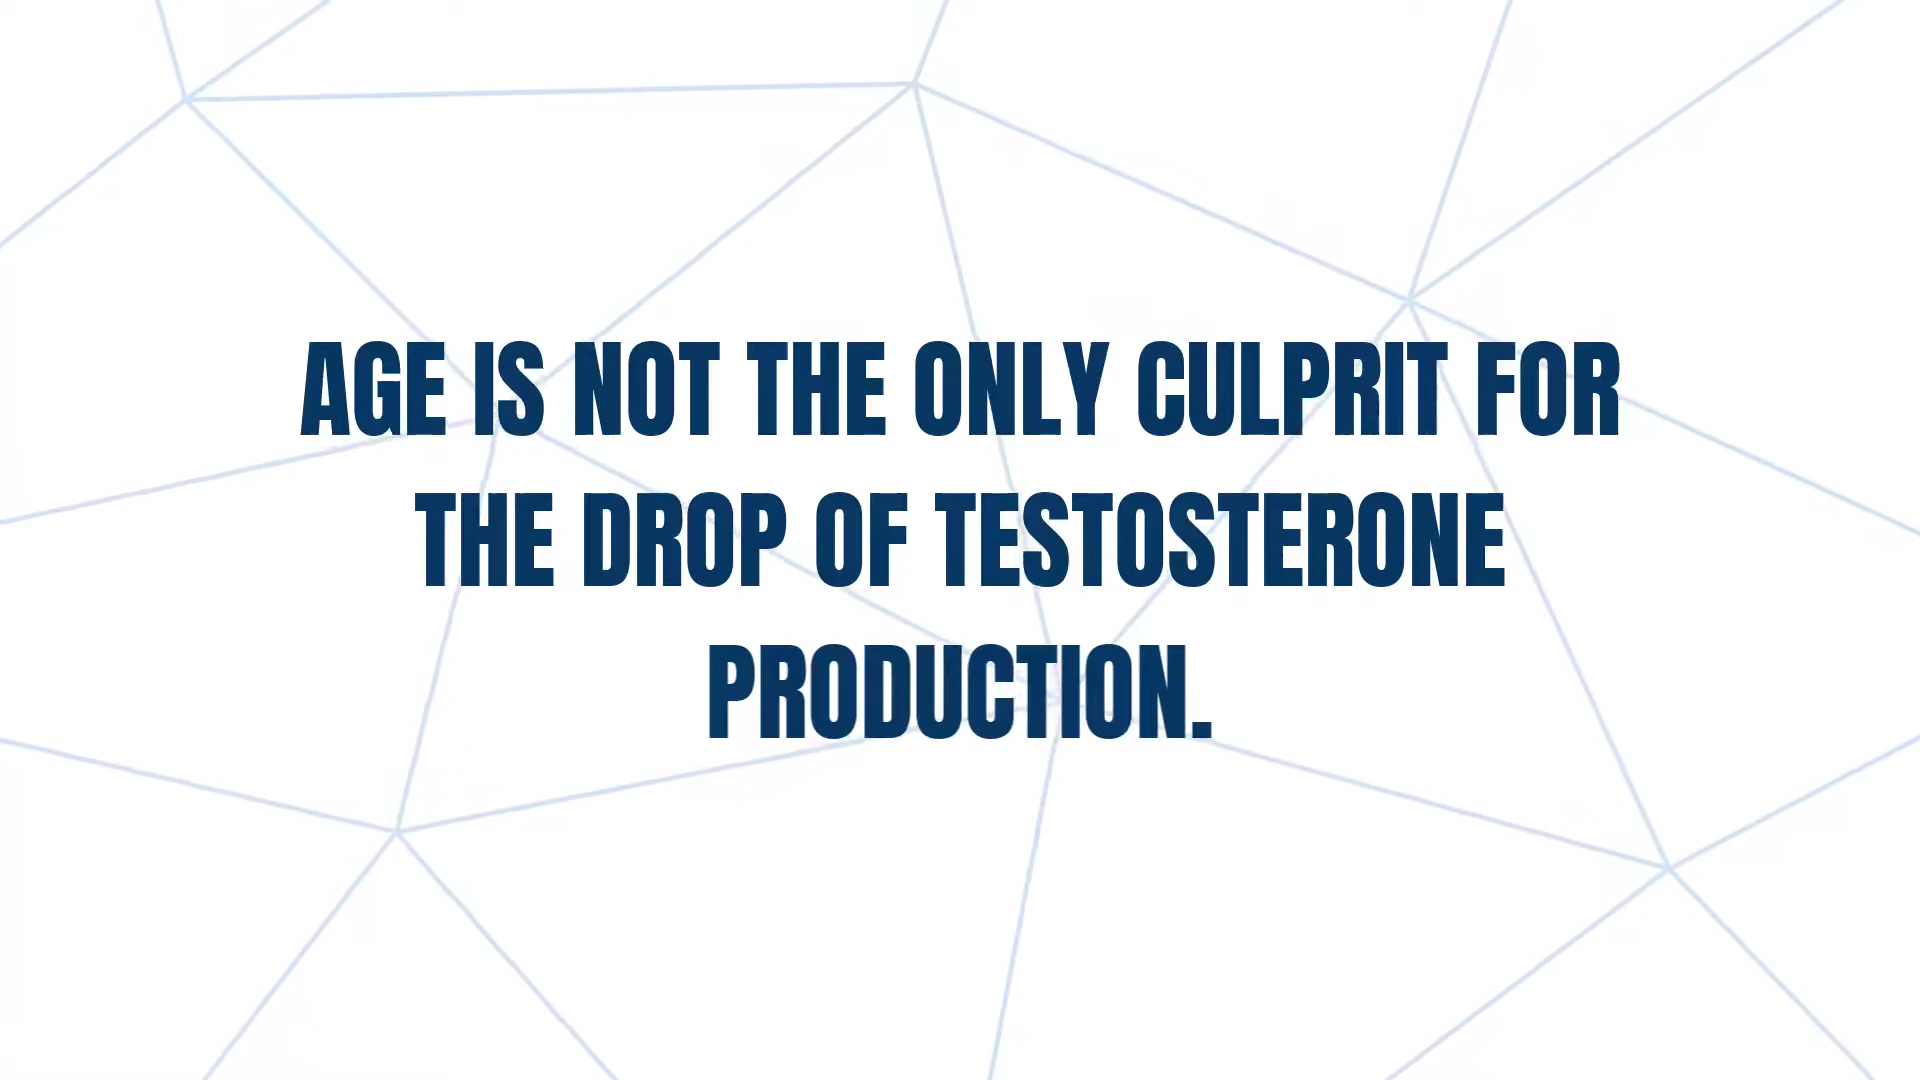 AGE IS NOT THE ONLY CULPRIT FOR
THE DROP OF TESTOSTERONE
PRODUCTION.